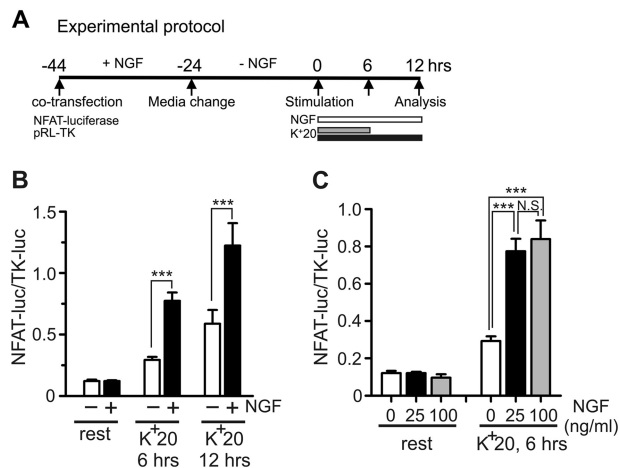 A
Experimental protocol
-44 + NGF -24 - NGF 0 6 12 hrs
co-transfection Media change Stimulation Analysis
NFAT-luciferase
pRL-TK
NGF
K+20
B
NFAT-luc/TK-luc
1.5
1.0
0.5
0
***
***
− + − + − + NGF
rest
K+20
6 hrs
K+20
12 hrs
C
NFAT-luc/TK-luc
1.0
0.8
0.6
0.4
0.2
0
***
*** N.S.
0 25 100 0 25 100 NGF
(ng/ml)
rest K+20, 6 hrs